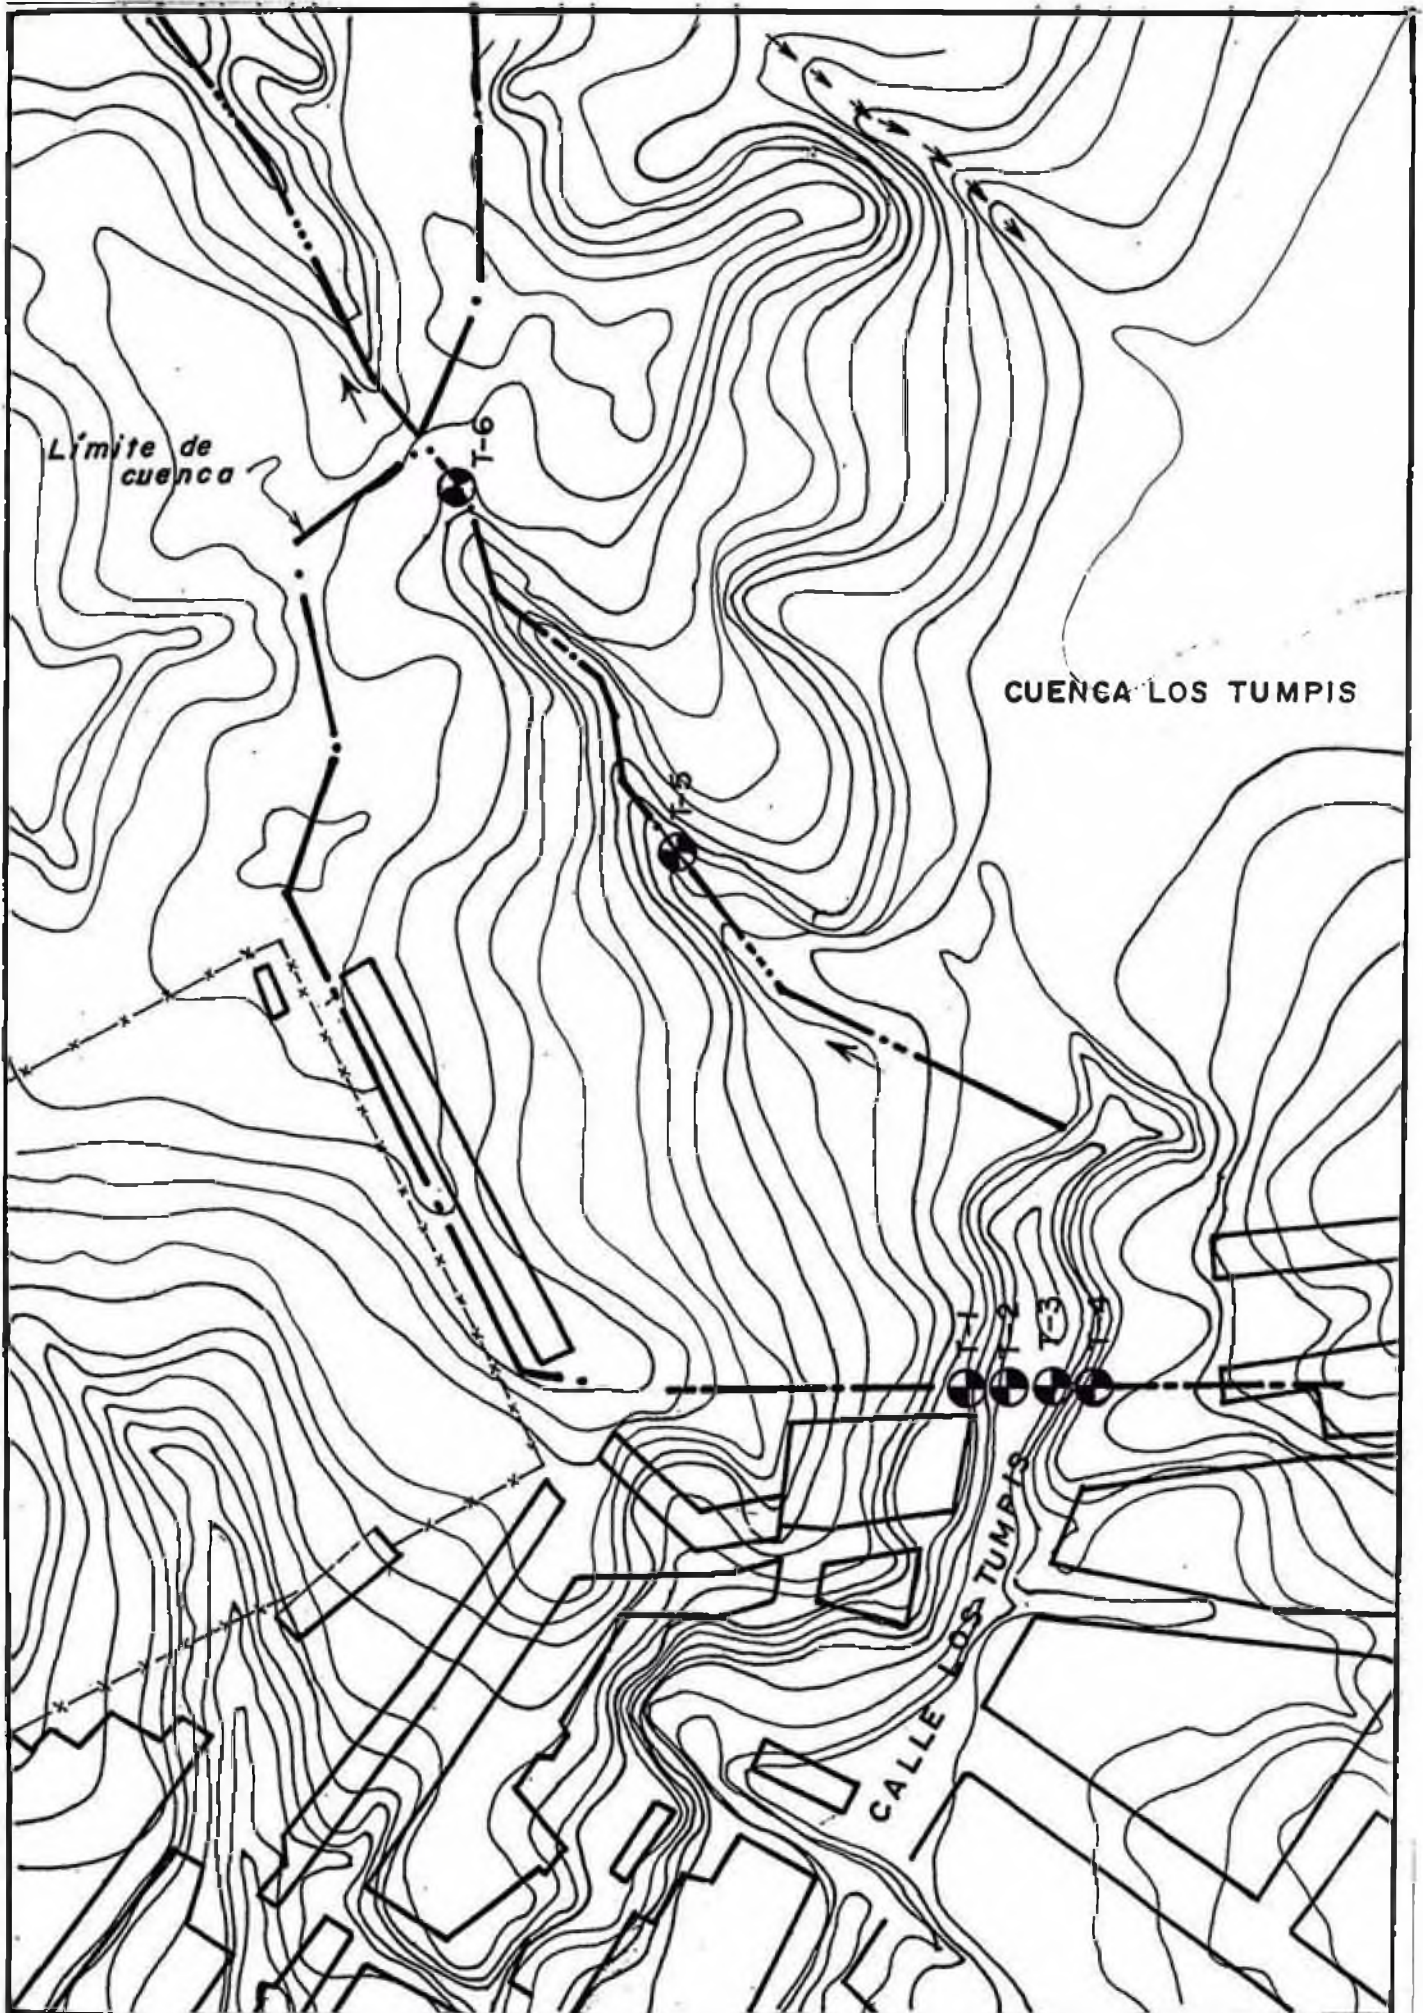 T-6
Límite de
cuenca
CUENCA LOS TUMPIS
T-5
T-1
T-2
T-3
T-4
CALLE LOS TUMPIS